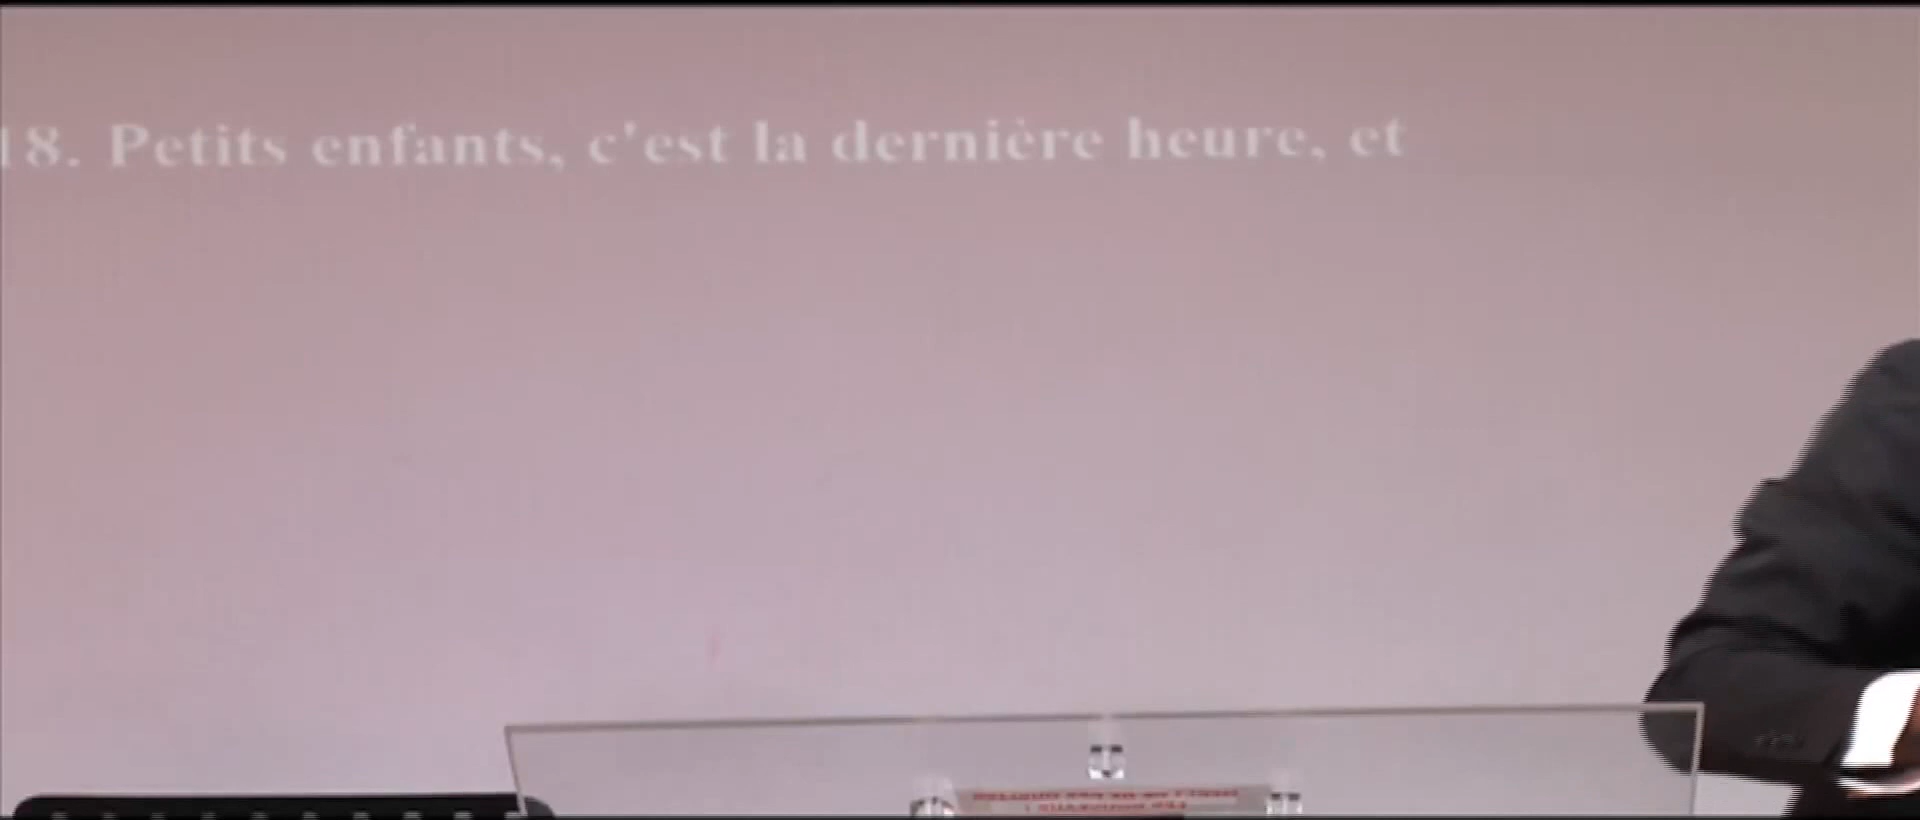 18. Petits enfants, c'est la dernière heure, et